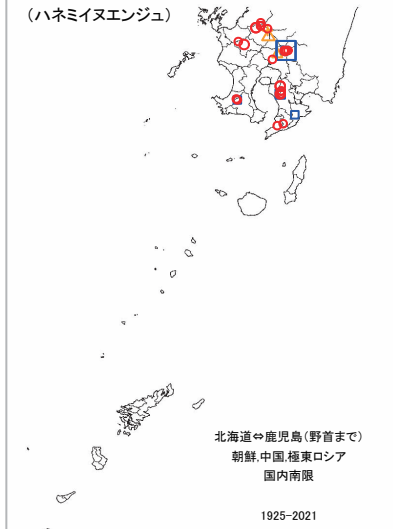 (ハネミイヌエンジュ)
北海道⇔鹿児島(野首まで)
朝鮮,中国,極東ロシア
国内南限
1925-2021